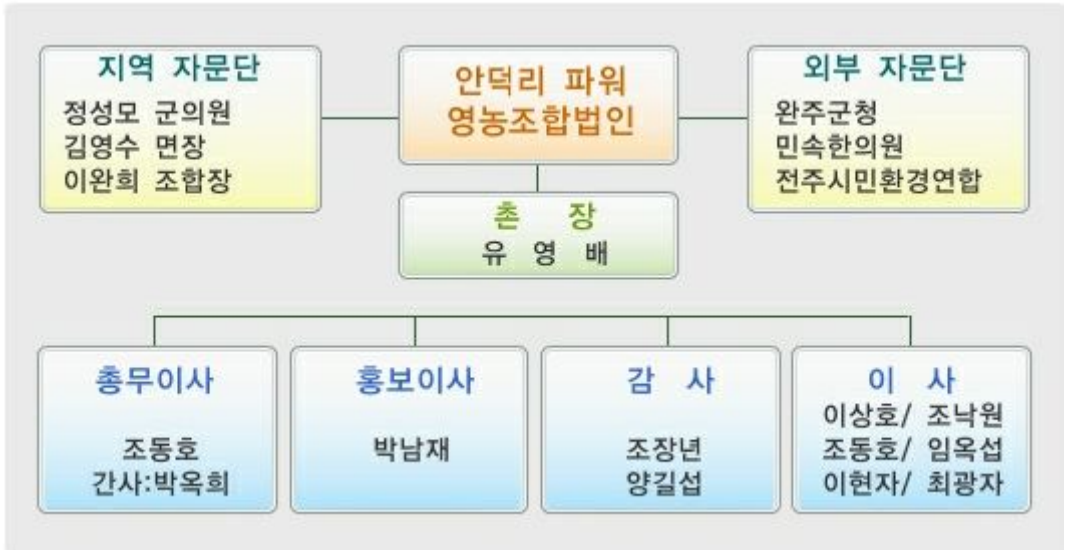 지역 자문단
정성모 군의원
김영수 면장
이완희 조합장
안덕리 파워
영농조합법인
외부 자문단
완주군청
민속한의원
전주시민환경연합
촌 장
유 영 배
총무이사
조동호
간사:박옥희
홍보이사
박남재
감 사
조장년
양길섭
이 사
이상호/ 조낙원
조동호/ 임옥섭
이현자/ 최광자